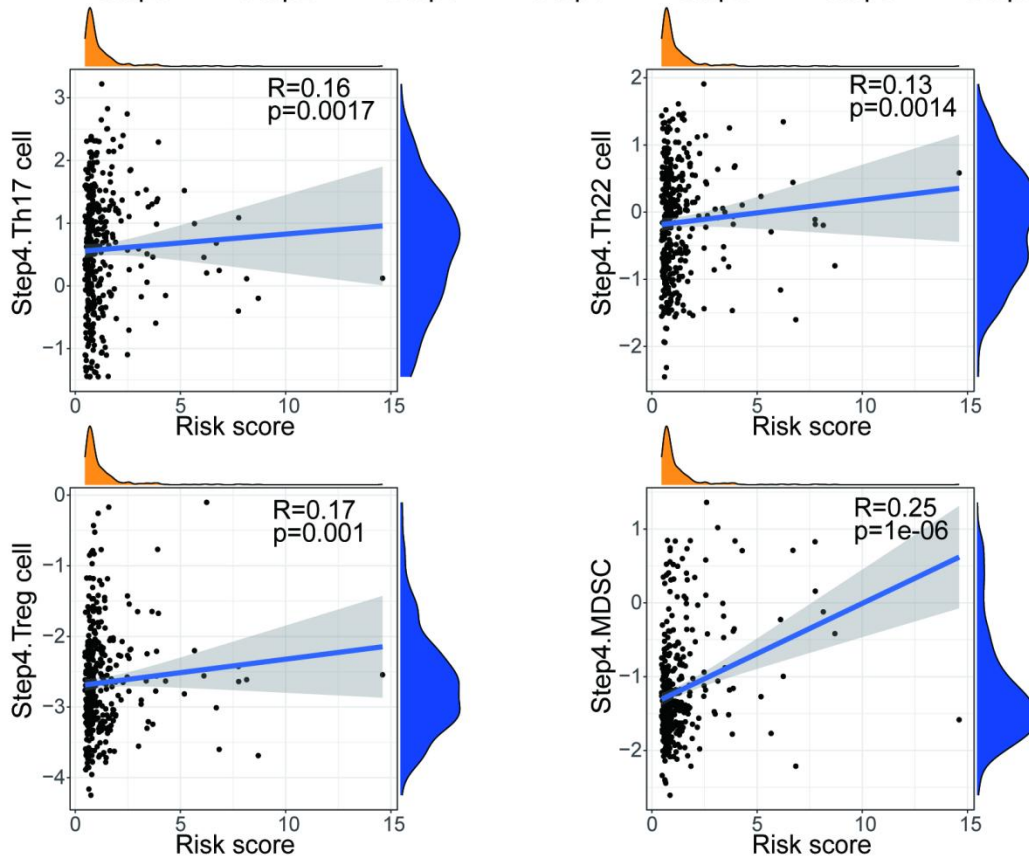 R=0.16
p=0.0017
Step4.Th17 cell
3
2
1
0
−1
0 5 10 15
Risk score
R=0.13
p=0.0014
Step4.Th22 cell
2
1
0
−1
−2
0 5 10 15
Risk score
R=0.17
p=0.001
Step4.Treg cell
0
−1
−2
−3
−4
0 5 10 15
Risk score
R=0.25
p=1e-06
Step4.MDSC
1
0
−1
−2
0 5 10 15
Risk score